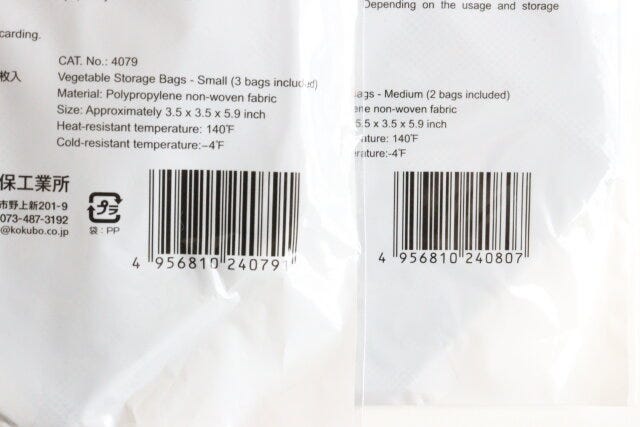 carding.
CAT. No.: 4079
枚入
Vegetable Storage Bags - Small (3 bags included)
Material: Polypropylene non-woven fabric
Size: Approximately 3.5 x 3.5 x 5.9 inch
Heat-resistant temperature: 140℉
Cold-resistant temperature:−4℉
保工業所
市野上新201-9
073-487-3192
@kokubo.co.jp
プラ
袋：PP
4 956810 240791
Depending on the usage and storage
ags - Medium (2 bags included)
ene non-woven fabric
5.5 x 3.5 x 5.9 inch
ature: 140℉
erature:-4℉
4 956810 240807